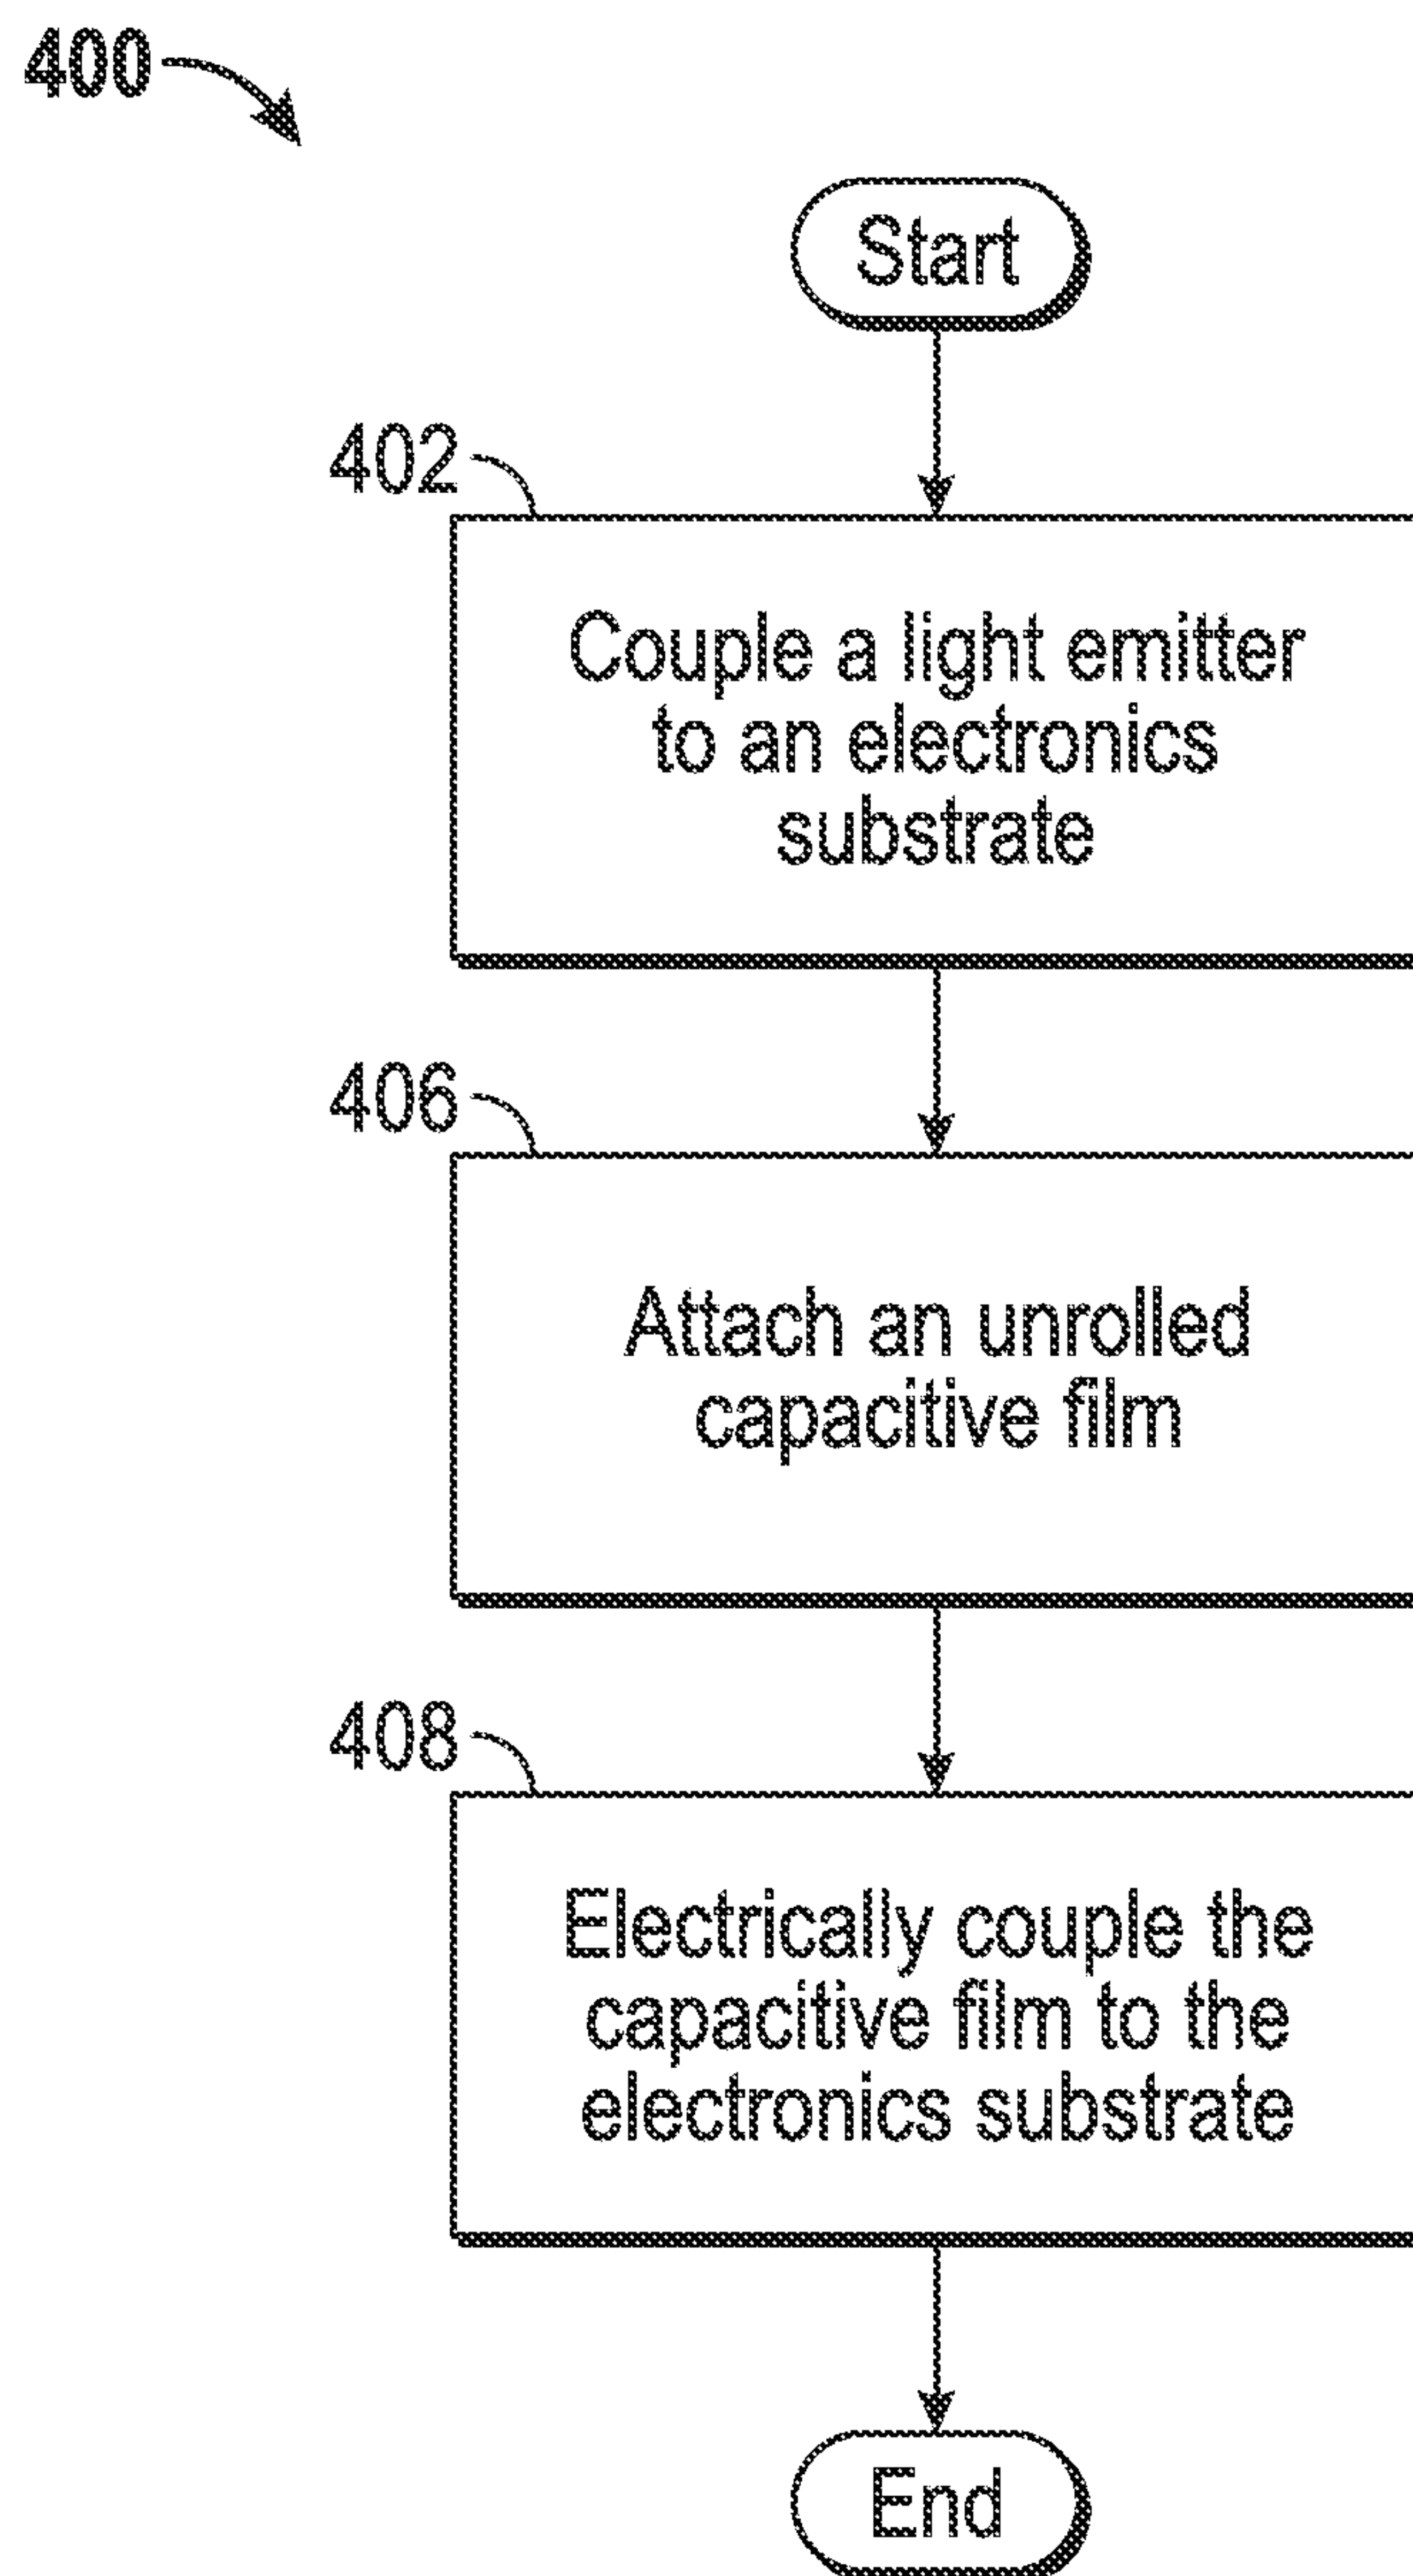 400
Start
402
Couple a light emitter
to an electronics
substrate
406
Attach an unrolled
capacitive film
408
Electrically couple the
capacitive film to the
electronics substrate
End